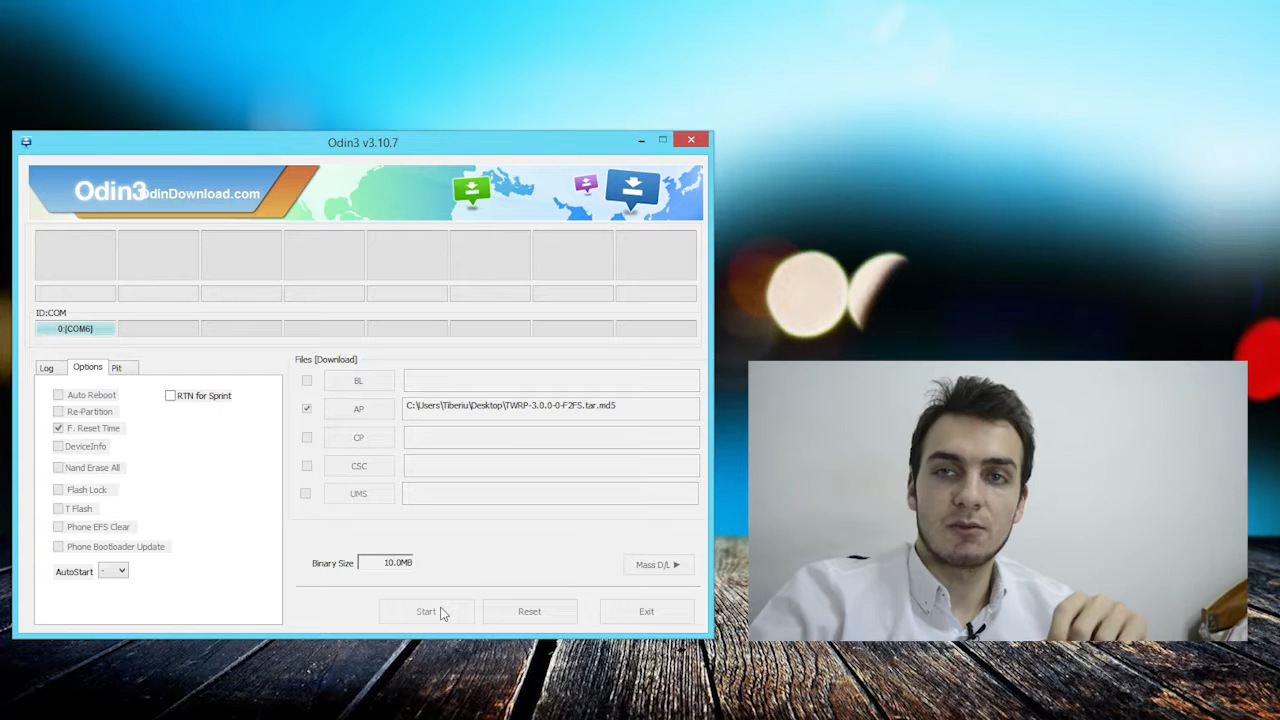 Odin3 v3.10.7
Odin3 OdinDownload.com
ID:COM
0:[COM6]
Log Options Pit
Auto Reboot
RTN for Sprint
Re-Partition
F. Reset Time
DeviceInfo
Nand Erase All
Flash Lock
T Flash
Phone EFS Clear
Phone Bootloader Update
AutoStart -
Files [Download]
BL
AP C:\Users\Tiberiu\Desktop\TWRP-3.0.0-0-F2FS.tar.md5
CP
CSC
UMS
Binary Size 10.0MB
Mass D/L ▶
Start Reset Exit